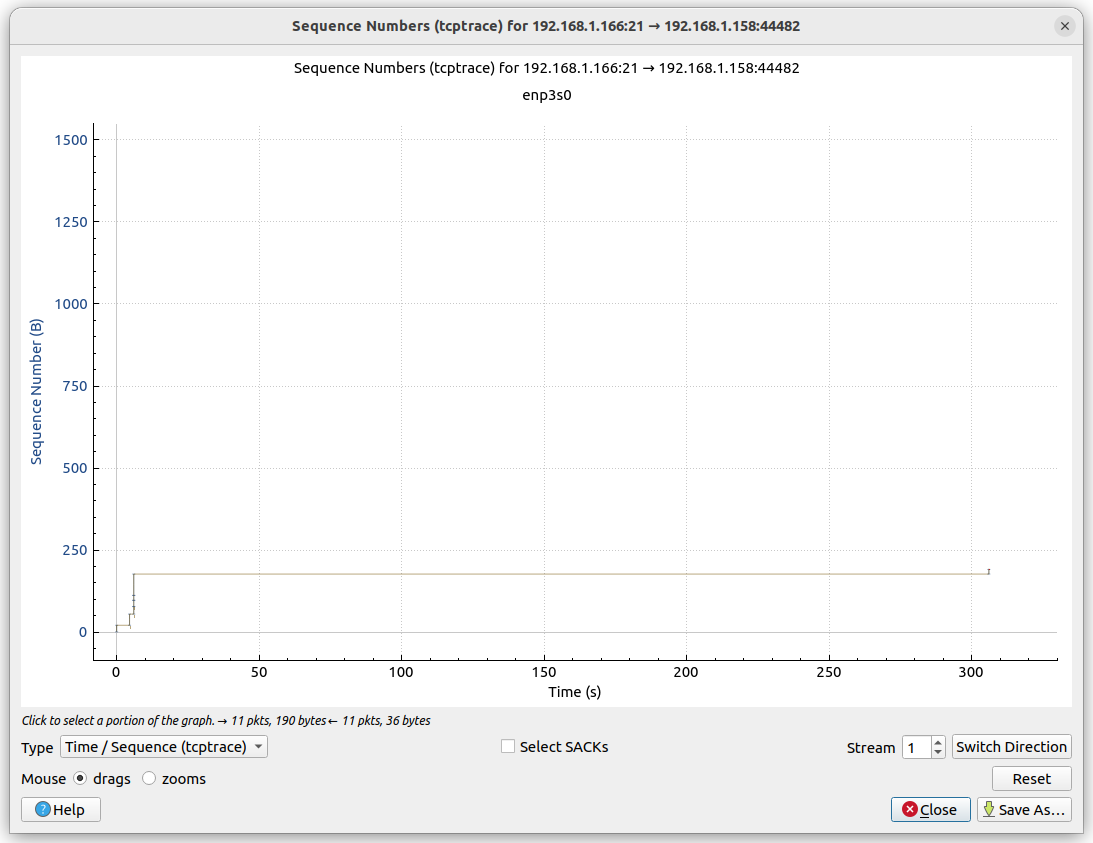 Sequence Numbers (tcptrace) for 192.168.1.166:21 → 192.168.1.158:44482
Sequence Numbers (tcptrace) for 192.168.1.166:21 → 192.168.1.158:44482
enp3s0
1500
1250
1000
750
500
250
0
Sequence Number (B)
0 50 100 150 200 250 300
Time (s)
Click to select a portion of the graph. → 11 pkts, 190 bytes ← 11 pkts, 36 bytes
Type Time / Sequence (tcptrace) Select SACKs Stream 1 Switch Direction
Mouse drags zooms Reset
? Help Close Save As…